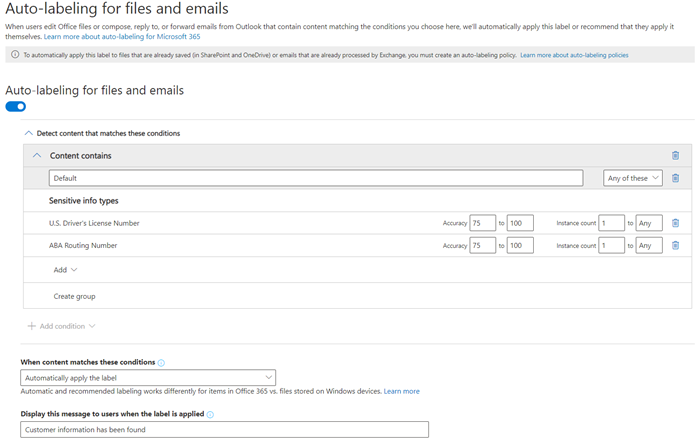 Auto-labeling for files and emails
When users edit Office files or compose, reply to, or forward emails from Outlook that contain content matching the conditions you choose here, we'll automatically apply this label or recommend that they apply it
themselves. Learn more about auto-labeling for Microsoft 365
To automatically apply this label to files that are already saved (in SharePoint and OneDrive) or emails that are already processed by Exchange, you must create an auto-labeling policy. Learn more about auto-labeling policies
Auto-labeling for files and emails
Detect content that matches these conditions
Content contains
Default Any of these
Sensitive info types
U.S. Driver's License Number Accuracy 75 to 100 Instance count 1 to Any
ABA Routing Number Accuracy 75 to 100 Instance count 1 to Any
Add
Create group
Add condition
When content matches these conditions
Automatically apply the label
Automatic and recommended labeling works differently for items in Office 365 vs. files stored on Windows devices. Learn more
Display this message to users when the label is applied
Customer information has been found